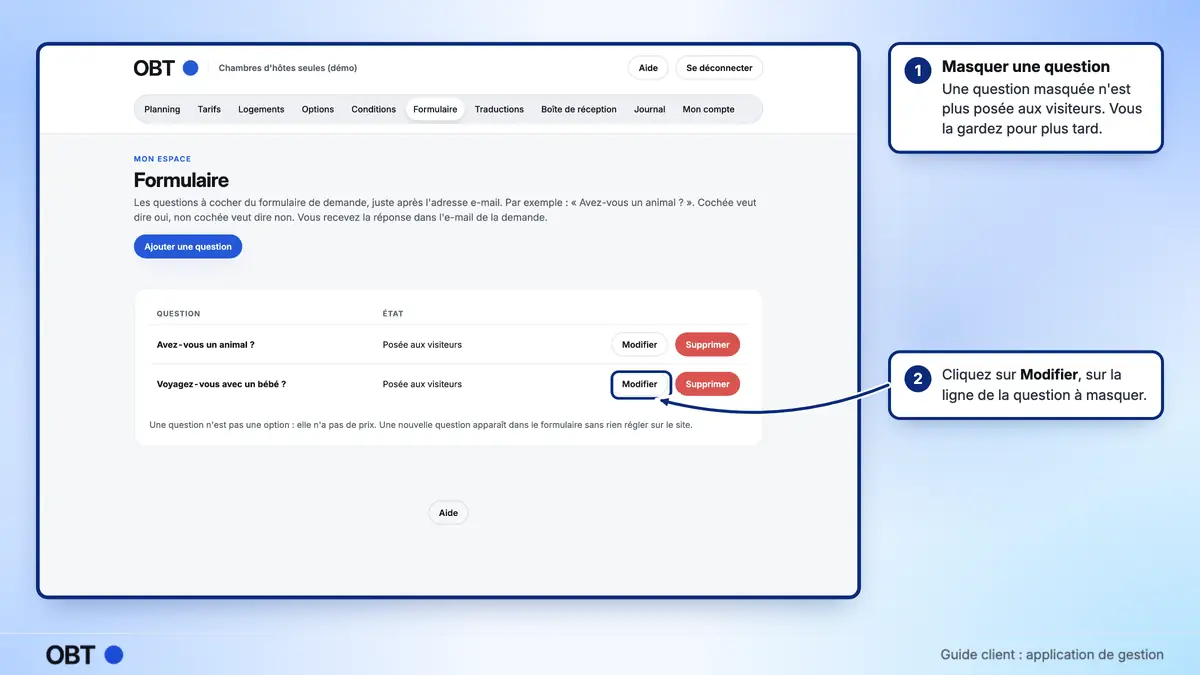 OBT
Chambres d'hôtes seules (démo)
Aide
Se déconnecter
Planning
Tarifs
Logements
Options
Conditions
Formulaire
Traductions
Boîte de réception
Journal
Mon compte
MON ESPACE
Formulaire
Les questions à cocher du formulaire de demande, juste après l'adresse e-mail. Par exemple : « Avez-vous un animal ? ». Cochée veut
dire oui, non cochée veut dire non. Vous recevez la réponse dans l'e-mail de la demande.
Ajouter une question
QUESTION
ÉTAT
Avez-vous un animal ?
Posée aux visiteurs
Modifier
Supprimer
Voyagez-vous avec un bébé ?
Posée aux visiteurs
Modifier
Supprimer
Une question n'est pas une option : elle n'a pas de prix. Une nouvelle question apparaît dans le formulaire sans rien régler sur le site.
Aide
1
Masquer une question
Une question masquée n'est
plus posée aux visiteurs. Vous
la gardez pour plus tard.
2
Cliquez sur Modifier, sur la
ligne de la question à masquer.
OBT
Guide client : application de gestion